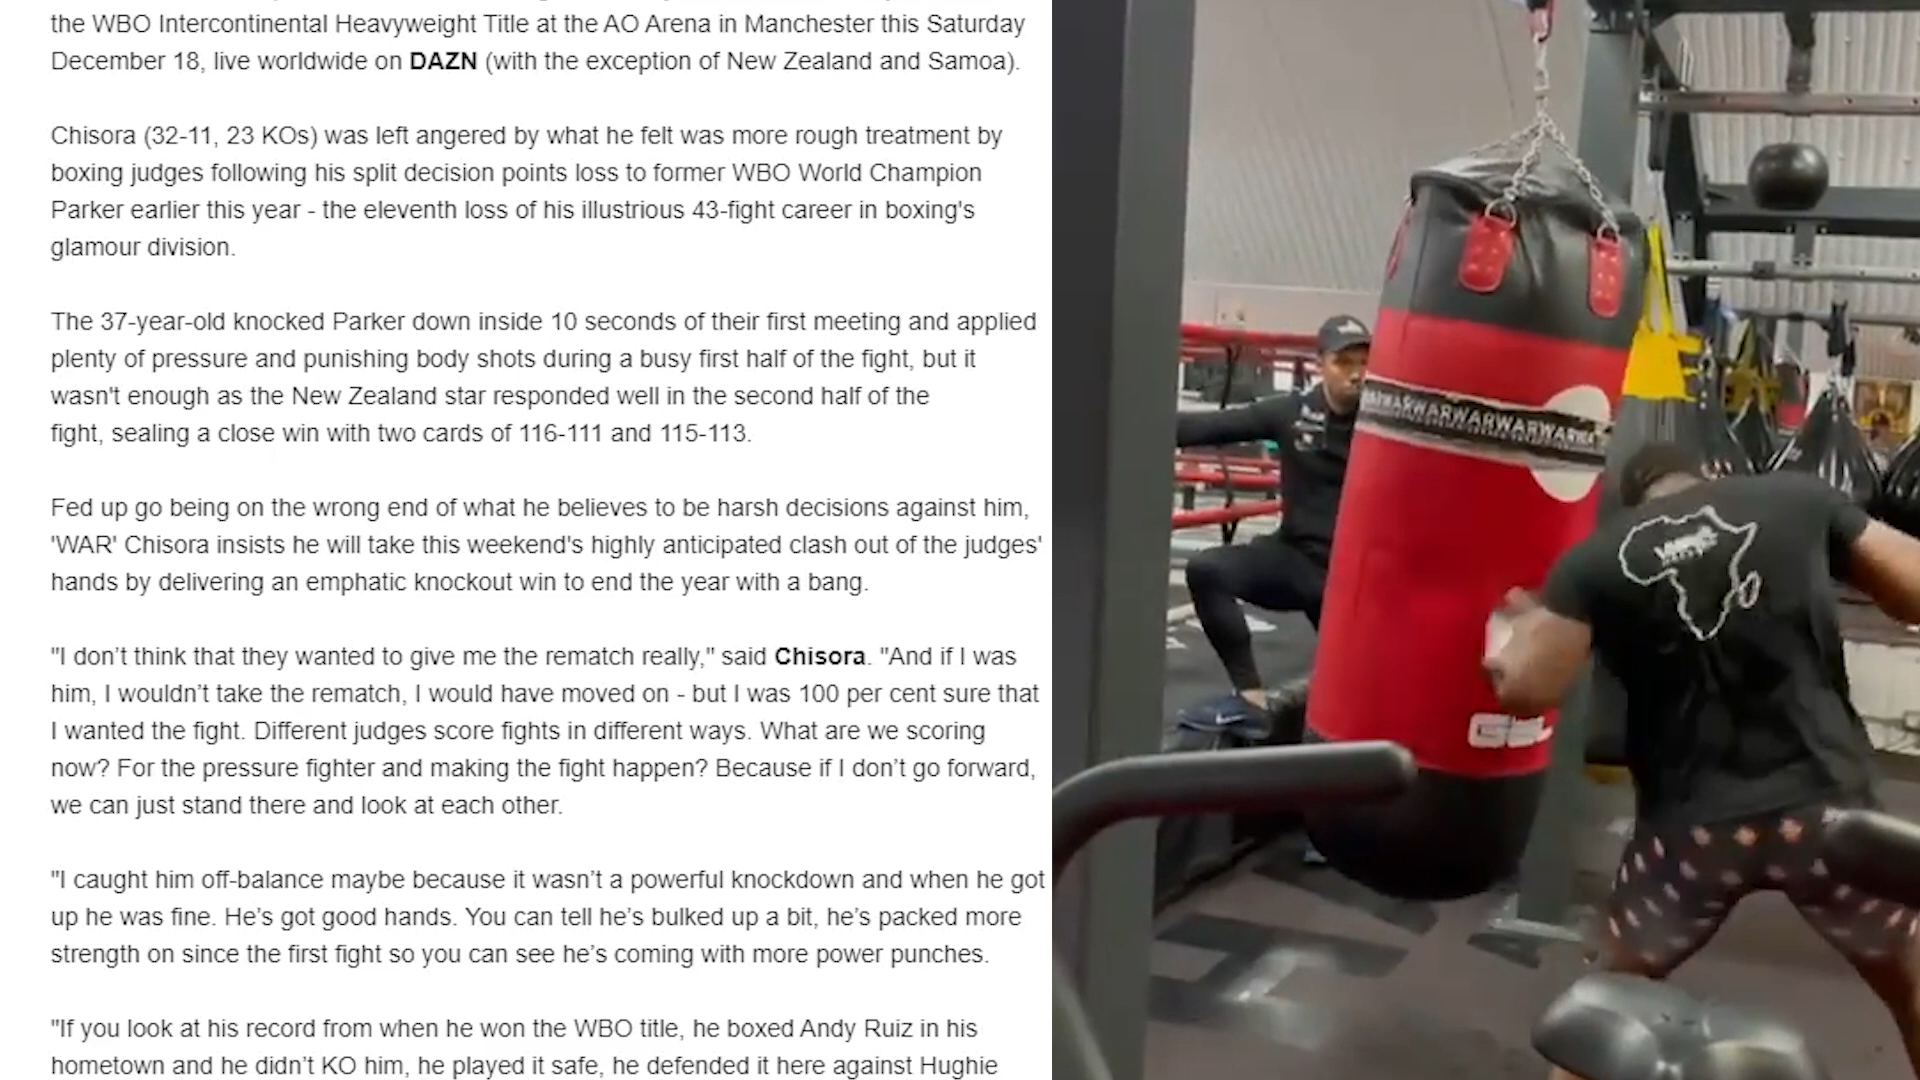 the WBO Intercontinental Heavyweight Title at the AO Arena in Manchester this Saturday
December 18, live worldwide on DAZN (with the exception of New Zealand and Samoa).
Chisora (32-11, 23 KOs) was left angered by what he felt was more rough treatment by
boxing judges following his split decision points loss to former WBO World Champion
Parker earlier this year - the eleventh loss of his illustrious 43-fight career in boxing's
glamour division.
The 37-year-old knocked Parker down inside 10 seconds of their first meeting and applied
plenty of pressure and punishing body shots during a busy first half of the fight, but it
wasn't enough as the New Zealand star responded well in the second half of the
fight, sealing a close win with two cards of 116-111 and 115-113.
Fed up go being on the wrong end of what he believes to be harsh decisions against him,
'WAR' Chisora insists he will take this weekend's highly anticipated clash out of the judges'
hands by delivering an emphatic knockout win to end the year with a bang.
"I don’t think that they wanted to give me the rematch really," said Chisora. "And if I was
him, I wouldn’t take the rematch, I would have moved on - but I was 100 per cent sure that
I wanted the fight. Different judges score fights in different ways. What are we scoring
now? For the pressure fighter and making the fight happen? Because if I don’t go forward,
we can just stand there and look at each other.
"I caught him off-balance maybe because it wasn’t a powerful knockdown and when he got
up he was fine. He’s got good hands. You can tell he’s bulked up a bit, he’s packed more
strength on since the first fight so you can see he’s coming with more power punches.
"If you look at his record from when he won the WBO title, he boxed Andy Ruiz in his
hometown and he didn’t KO him, he played it safe, he defended it here against Hughie
WARWARWARWARWARWA